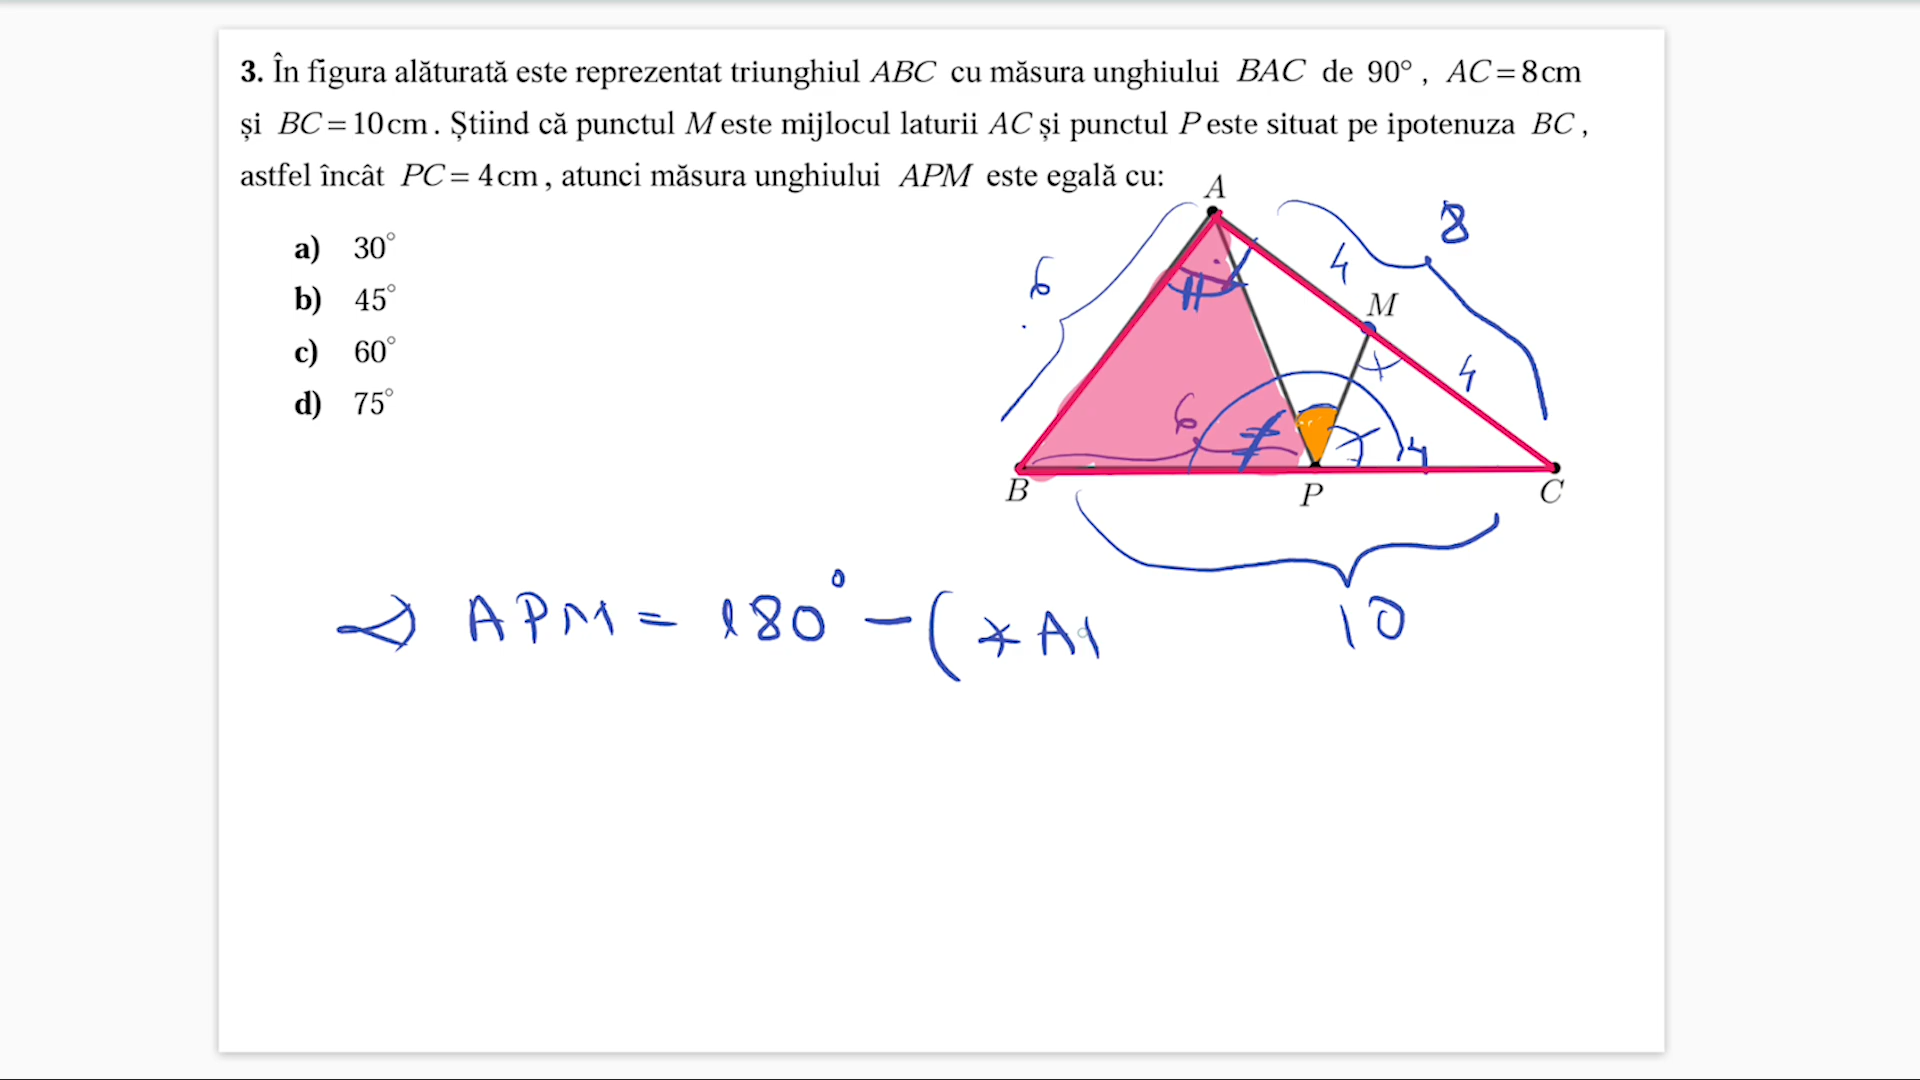 3. În figura alăturată este reprezentat triunghiul ABC cu măsura unghiului BAC de 90°, AC = 8 cm
și BC = 10 cm. Știind că punctul M este mijlocul laturii AC și punctul P este situat pe ipotenuza BC,
astfel încât PC = 4 cm, atunci măsura unghiului APM este egală cu:
a) 30°
b) 45°
c) 60°
d) 75°
A
8
4
6
M
4
6
4
B
P
C
10
∢ APM = 180° - ( ∢ A